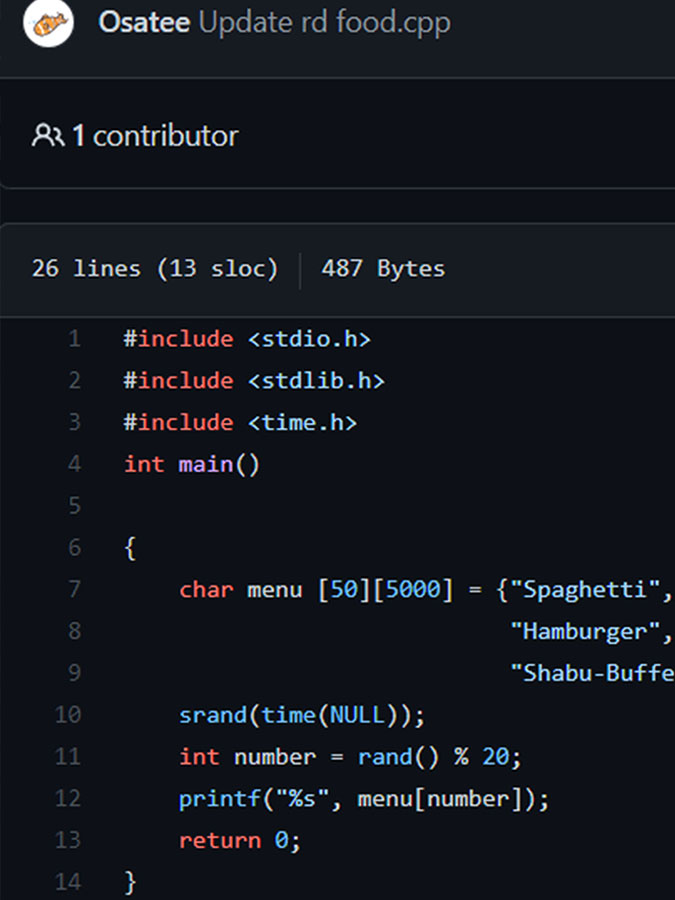 Osatee Update rd food.cpp
1 contributor
26 lines (13 sloc) 487 Bytes
1 #include <stdio.h>
2 #include <stdlib.h>
3 #include <time.h>
4 int main()
5
6 {
7 char menu [50][5000] = {"Spaghetti",
8 "Hamburger",
9 "Shabu-Buffe
10 srand(time(NULL));
11 int number = rand() % 20;
12 printf("%s", menu[number]);
13 return 0;
14 }